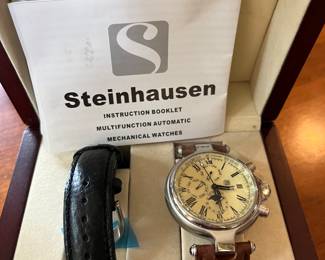 S
Steinhausen
INSTRUCTION BOOKLET
MULTIFUNCTION AUTOMATIC
MECHANICAL WATCHES